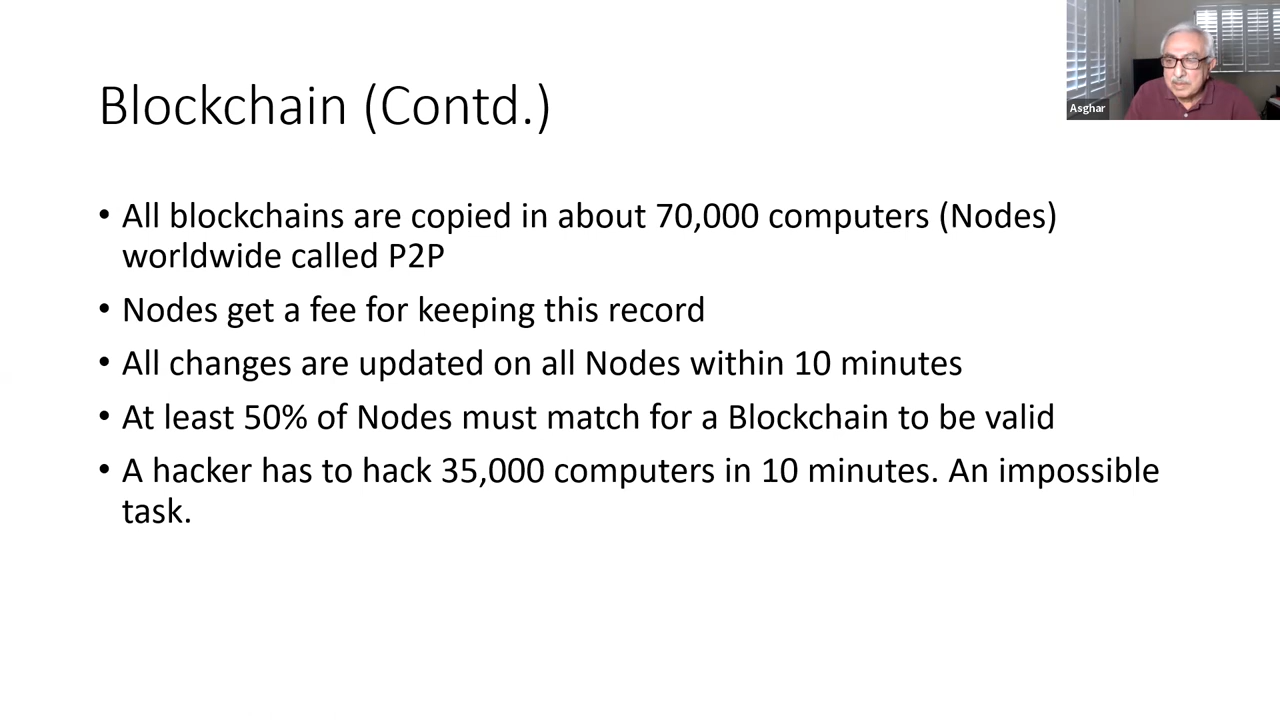 Asghar
Blockchain (Contd.)
• All blockchains are copied in about 70,000 computers (Nodes)
worldwide called P2P
• Nodes get a fee for keeping this record
• All changes are updated on all Nodes within 10 minutes
• At least 50% of Nodes must match for a Blockchain to be valid
• A hacker has to hack 35,000 computers in 10 minutes. An impossible
task.